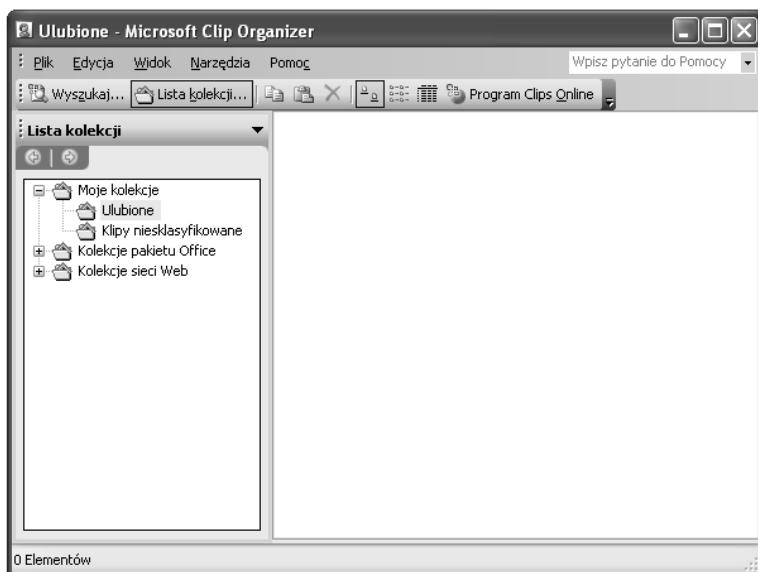 Ulubione - Microsoft Clip Organizer
Plik Edycja Widok Narzędzia Pomoc Wpisz pytanie do Pomocy
Wyszukaj... Lista kolekcji... Program Clips Online
Lista kolekcji
Moje kolekcje
Ulubione
Klipy niesklasyfikowane
Kolekcje pakietu Office
Kolekcje sieci Web
0 Elementów